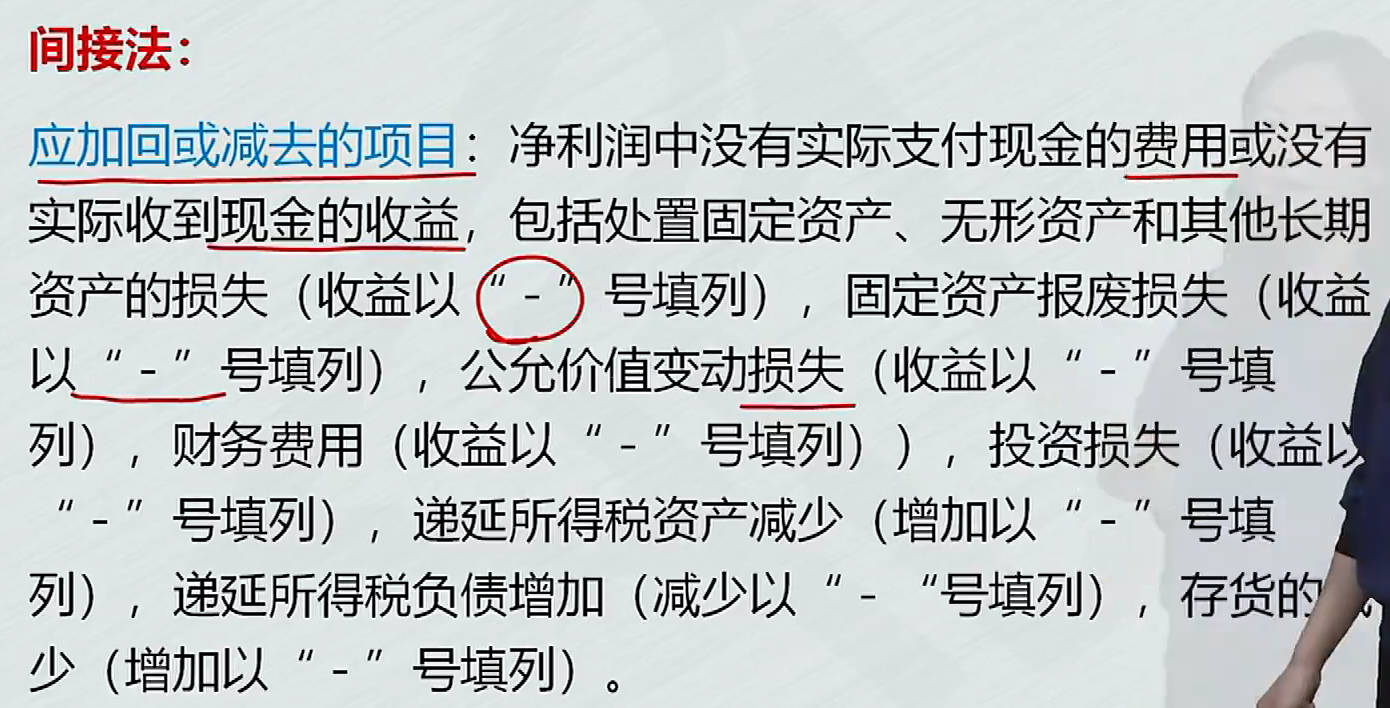 间接法：
应加回或减去的项目：净利润中没有实际支付现金的费用或没有
实际收到现金的收益，包括处置固定资产、无形资产和其他长期
资产的损失（收益以“-”号填列），固定资产报废损失（收益
以“-”号填列），公允价值变动损失（收益以“-”号填
列），财务费用（收益以“-”号填列）），投资损失（收益以
“-”号填列），递延所得税资产减少（增加以“-”号填
列），递延所得税负债增加（减少以“-“号填列），存货的
少（增加以“-”号填列）。